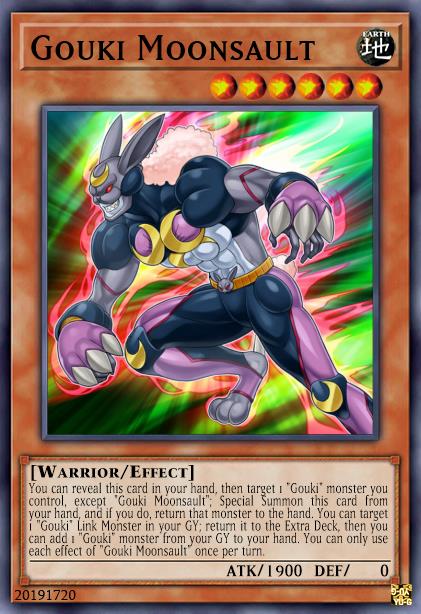 GOUKI MOONSAULT
EARTH
地
[WARRIOR/EFFECT]
You can reveal this card in your hand, then target 1 "Gouki" monster you
control, except "Gouki Moonsault"; Special Summon this card from
your hand, and if you do, return that monster to the hand. You can target
1 "Gouki" Link Monster in your GY; return it to the Extra Deck, then you
can add 1 "Gouki" monster from your GY to your hand. You can only use
each effect of "Gouki Moonsault" once per turn.
ATK/1900 DEF/ 0
20191720